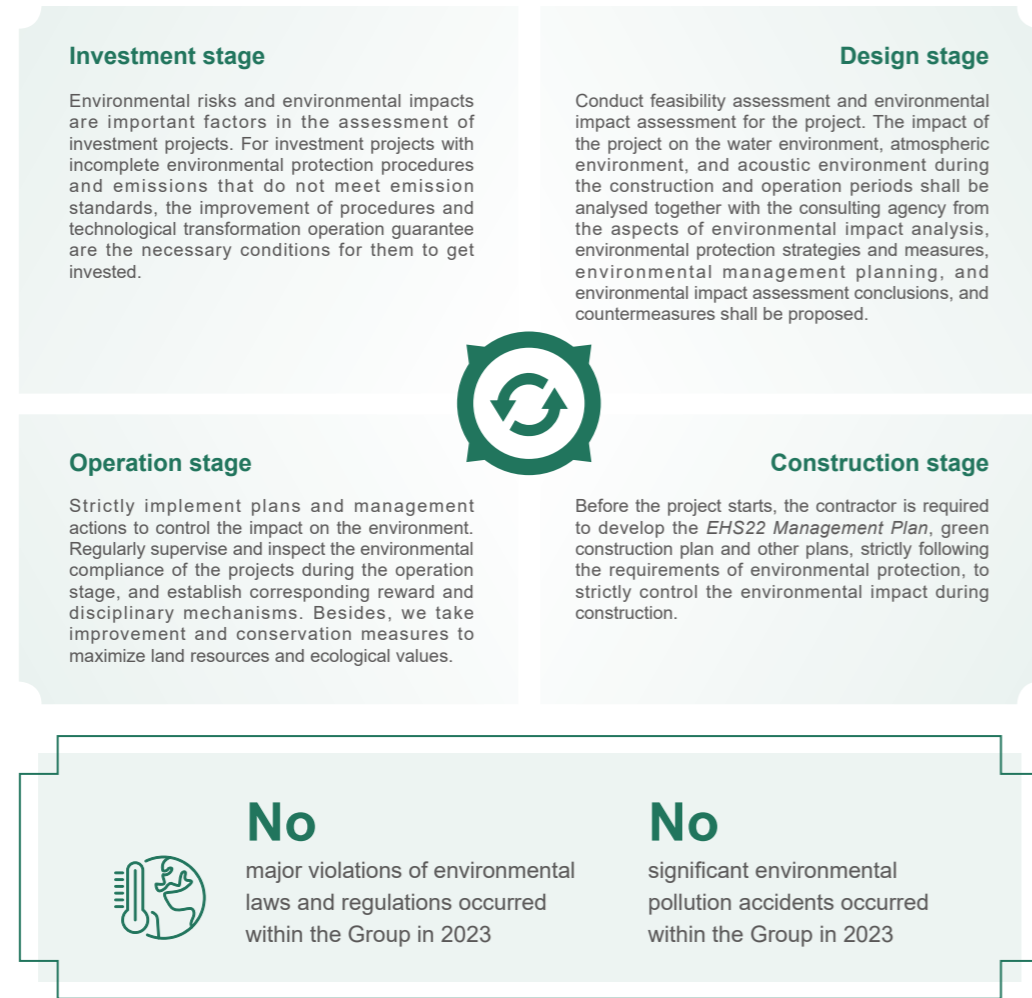 Investment stage
Environmental risks and environmental impacts
are important factors in the assessment of
investment projects. For investment projects with
incomplete environmental protection procedures
and emissions that do not meet emission
standards, the improvement of procedures and
technological transformation operation guarantee
are the necessary conditions for them to get
invested.
Design stage
Conduct feasibility assessment and environmental
impact assessment for the project. The impact of
the project on the water environment, atmospheric
environment, and acoustic environment during
the construction and operation periods shall be
analysed together with the consulting agency from
the aspects of environmental impact analysis,
environmental protection strategies and measures,
environmental management planning, and
environmental impact assessment conclusions, and
countermeasures shall be proposed.
Operation stage
Strictly implement plans and management
actions to control the impact on the environment.
Regularly supervise and inspect the environmental
compliance of the projects during the operation
stage, and establish corresponding reward and
disciplinary mechanisms. Besides, we take
improvement and conservation measures to
maximize land resources and ecological values.
Construction stage
Before the project starts, the contractor is required
to develop the EHS22 Management Plan, green
construction plan and other plans, strictly following
the requirements of environmental protection, to
strictly control the environmental impact during
construction.
No
major violations of environmental
laws and regulations occurred
within the Group in 2023
No
significant environmental
pollution accidents occurred
within the Group in 2023